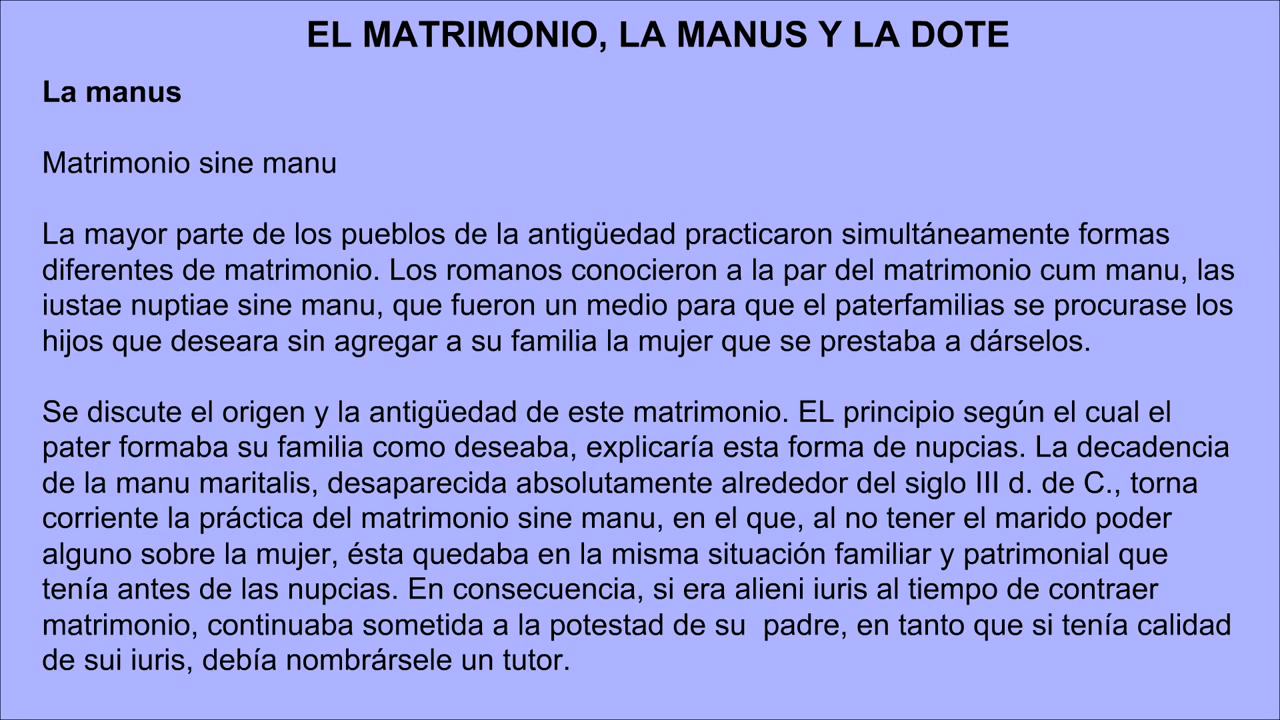 EL MATRIMONIO, LA MANUS Y LA DOTE
La manus
Matrimonio sine manu
La mayor parte de los pueblos de la antigüedad practicaron simultáneamente formas
diferentes de matrimonio. Los romanos conocieron a la par del matrimonio cum manu, las
iustae nuptiae sine manu, que fueron un medio para que el paterfamilias se procurase los
hijos que deseara sin agregar a su familia la mujer que se prestaba a dárselos.
Se discute el origen y la antigüedad de este matrimonio. EL principio según el cual el
pater formaba su familia como deseaba, explicaría esta forma de nupcias. La decadencia
de la manu maritalis, desaparecida absolutamente alrededor del siglo III d. de C., torna
corriente la práctica del matrimonio sine manu, en el que, al no tener el marido poder
alguno sobre la mujer, ésta quedaba en la misma situación familiar y patrimonial que
tenía antes de las nupcias. En consecuencia, si era alieni iuris al tiempo de contraer
matrimonio, continuaba sometida a la potestad de su  padre, en tanto que si tenía calidad
de sui iuris, debía nombrársele un tutor.